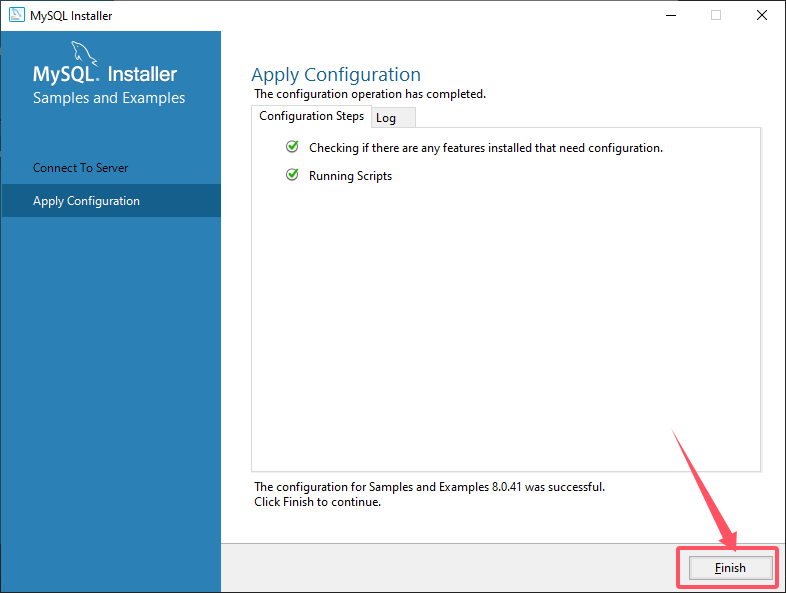 MySQL Installer
MySQL. Installer
Samples and Examples
Connect To Server
Apply Configuration
Apply Configuration
The configuration operation has completed.
Configuration Steps
Log
Checking if there are any features installed that need configuration.
Running Scripts
The configuration for Samples and Examples 8.0.41 was successful.
Click Finish to continue.
Finish